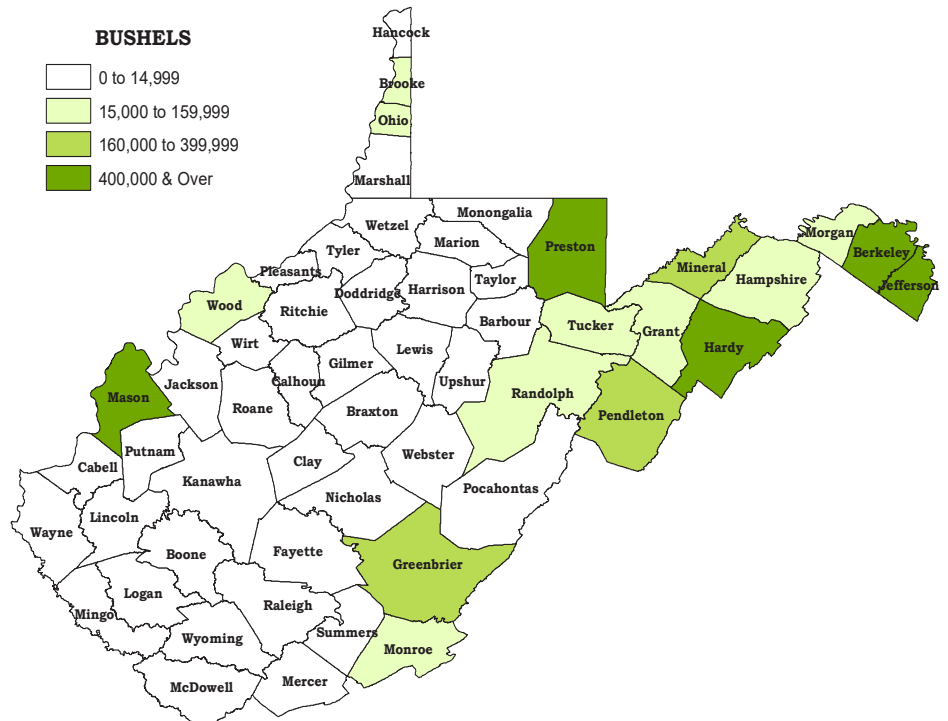 BUSHELS
0 to 14,999
15,000 to 159,999
160,000 to 399,999
400,000 & Over
Hancock
Brooke
Ohio
Marshall
Wetzel
Monongalia
Marion
Preston
Tyler
Pleasants
Doddridge
Harrison
Taylor
Wood
Ritchie
Barbour
Tucker
Grant
Mineral
Hampshire
Morgan
Berkeley
Jefferson
Hardy
Wirt
Gilmer
Lewis
Upshur
Randolph
Pendleton
Mason
Jackson
Roane
Calhoun
Braxton
Webster
Pocahontas
Cabell
Putnam
Kanawha
Clay
Nicholas
Wayne
Lincoln
Boone
Fayette
Greenbrier
Mingo
Logan
Raleigh
Summers
Monroe
Wyoming
McDowell
Mercer